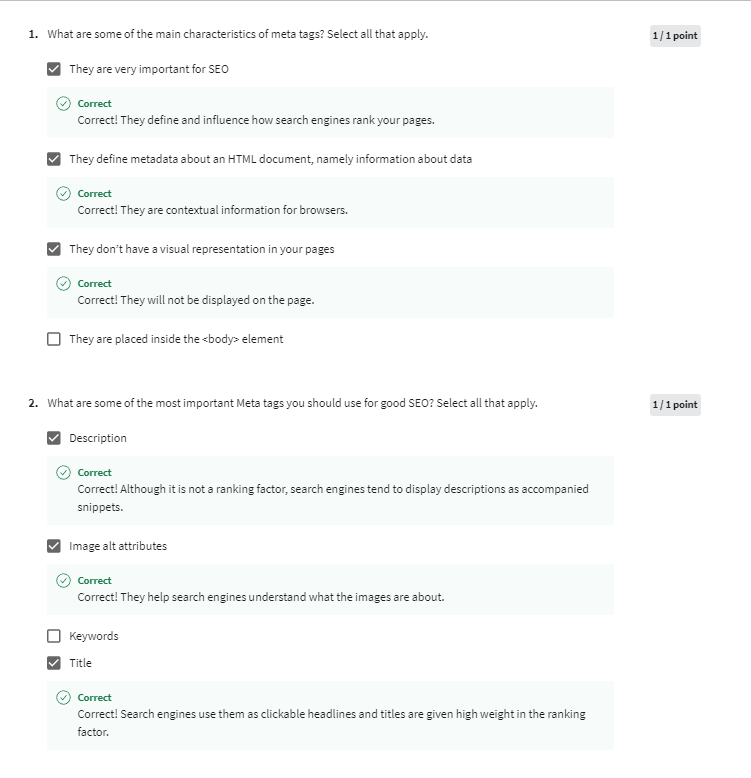 1. What are some of the main characteristics of meta tags? Select all that apply.
1 / 1 point
They are very important for SEO
Correct
Correct! They define and influence how search engines rank your pages.
They define metadata about an HTML document, namely information about data
Correct
Correct! They are contextual information for browsers.
They don't have a visual representation in your pages
Correct
Correct! They will not be displayed on the page.
They are placed inside the <body> element
2. What are some of the most important Meta tags you should use for good SEO? Select all that apply.
1 / 1 point
Description
Correct
Correct! Although it is not a ranking factor, search engines tend to display descriptions as accompanied
snippets.
Image alt attributes
Correct
Correct! They help search engines understand what the images are about.
Keywords
Title
Correct
Correct! Search engines use them as clickable headlines and titles are given high weight in the ranking
factor.